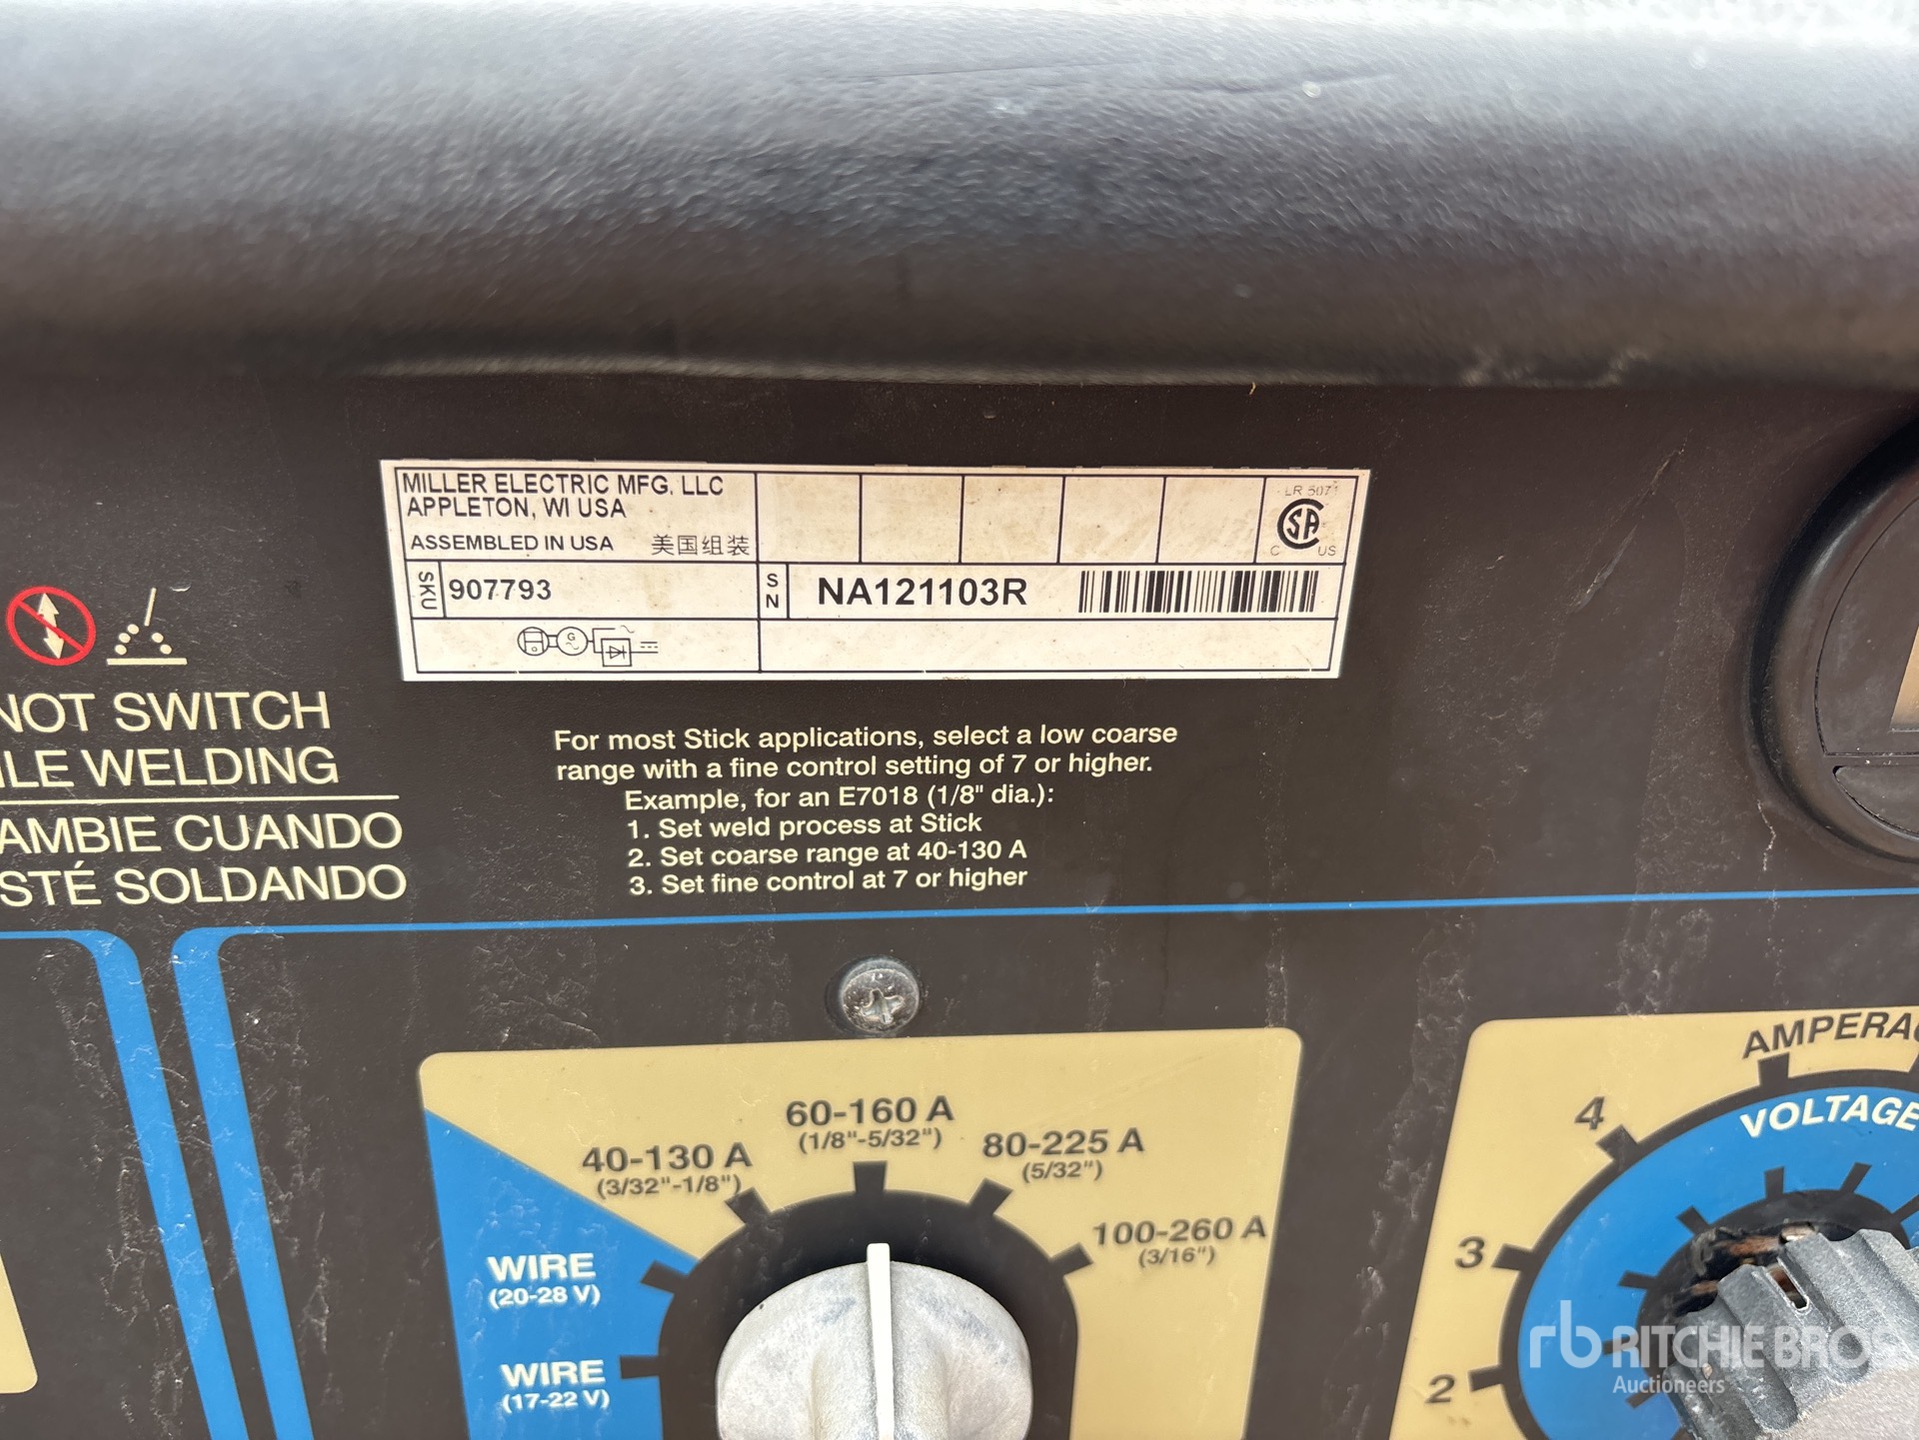 MILLER ELECTRIC MFG. LLC
APPLETON, WI USA
ASSEMBLED IN USA 美国组装
LR 5071
CSA
C US
SKU 907793
SN NA121103R
G
NOT SWITCH
WELDING
CUANDO
SOLDANDO
For most Stick applications, select a low coarse
range with a fine control setting of 7 or higher.
Example, for an E7018 (1/8" dia.):
1. Set weld process at Stick
2. Set coarse range at 40-130 A
3. Set fine control at 7 or higher
60-160 A
(1/8"-5/32")
40-130 A
(3/32"-1/8")
80-225 A
(5/32")
100-260 A
(3/16")
WIRE
(20-28 V)
WIRE
(17-22 V)
VOLTAGE
4
3
2
rb RITCHIE BROS
Auctioneers